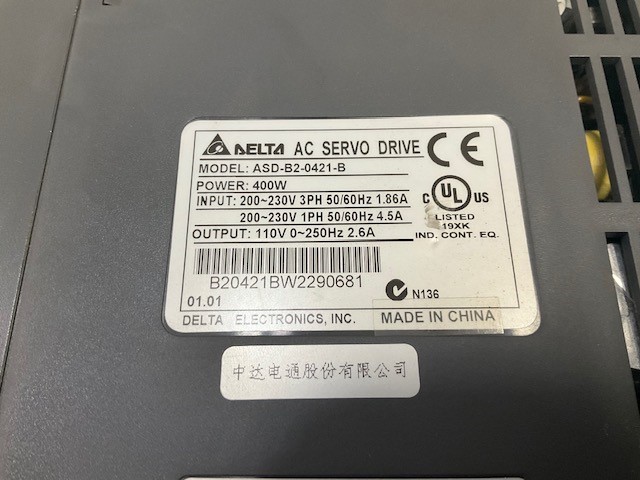 DELTA AC SERVO DRIVE
MODEL: ASD-B2-0421-B
POWER: 400W
INPUT: 200~230V 3PH 50/60Hz 1.86A
200~230V 1PH 50/60Hz 4.5A
OUTPUT: 110V 0~250Hz 2.6A
CE
C UL US
LISTED
19XK
IND. CONT. EQ.
B20421BW2290681
01.01
N136
DELTA ELECTRONICS, INC.
MADE IN CHINA
中达电通股份有限公司